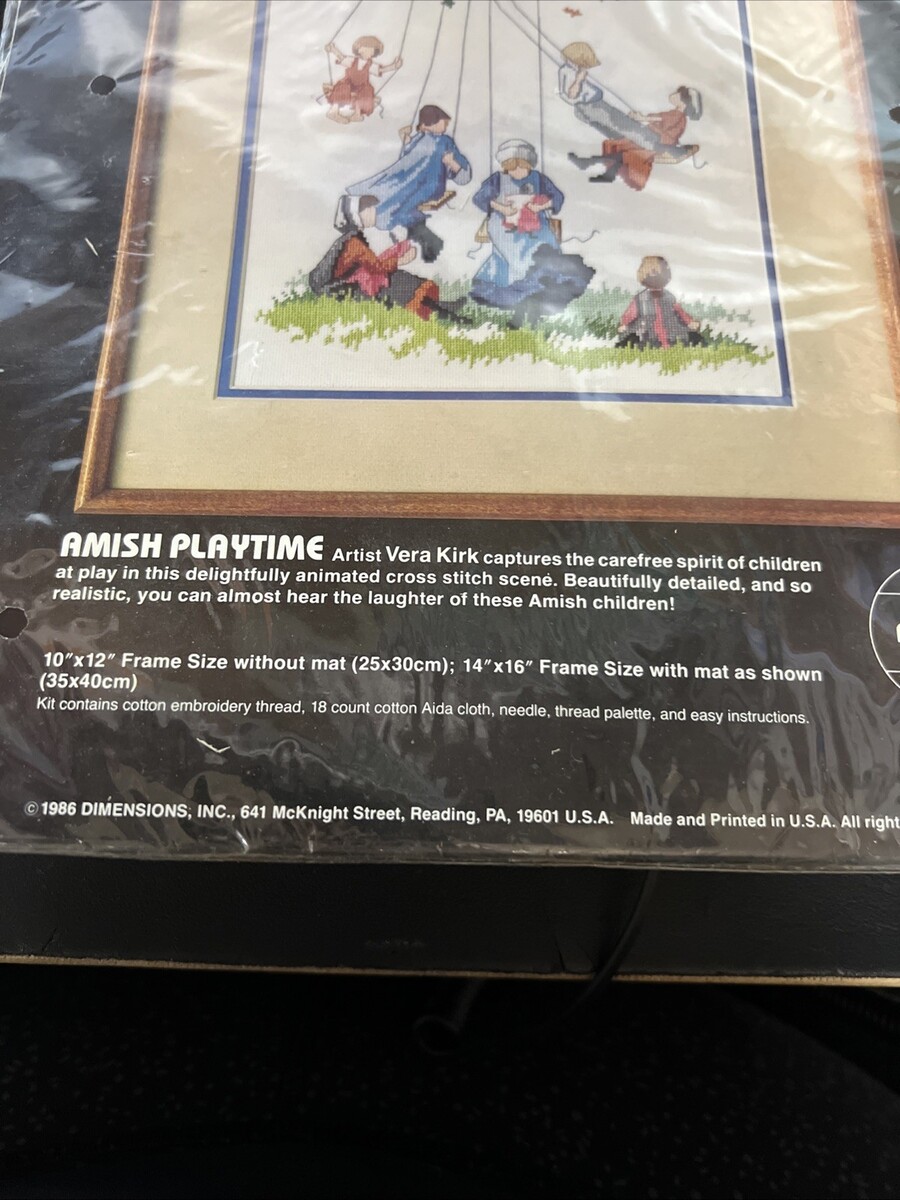 AMISH PLAYTIME Artist Vera Kirk captures the carefree spirit of children
at play in this delightfully animated cross stitch scene. Beautifully detailed, and so
realistic, you can almost hear the laughter of these Amish children!
10"x12" Frame Size without mat (25x30cm); 14"x16" Frame Size with mat as shown
(35x40cm)
Kit contains cotton embroidery thread, 18 count cotton Aida cloth, needle, thread palette, and easy instructions.
©1986 DIMENSIONS, INC., 641 McKnight Street, Reading, PA, 19601 U.S.A. Made and Printed in U.S.A. All right